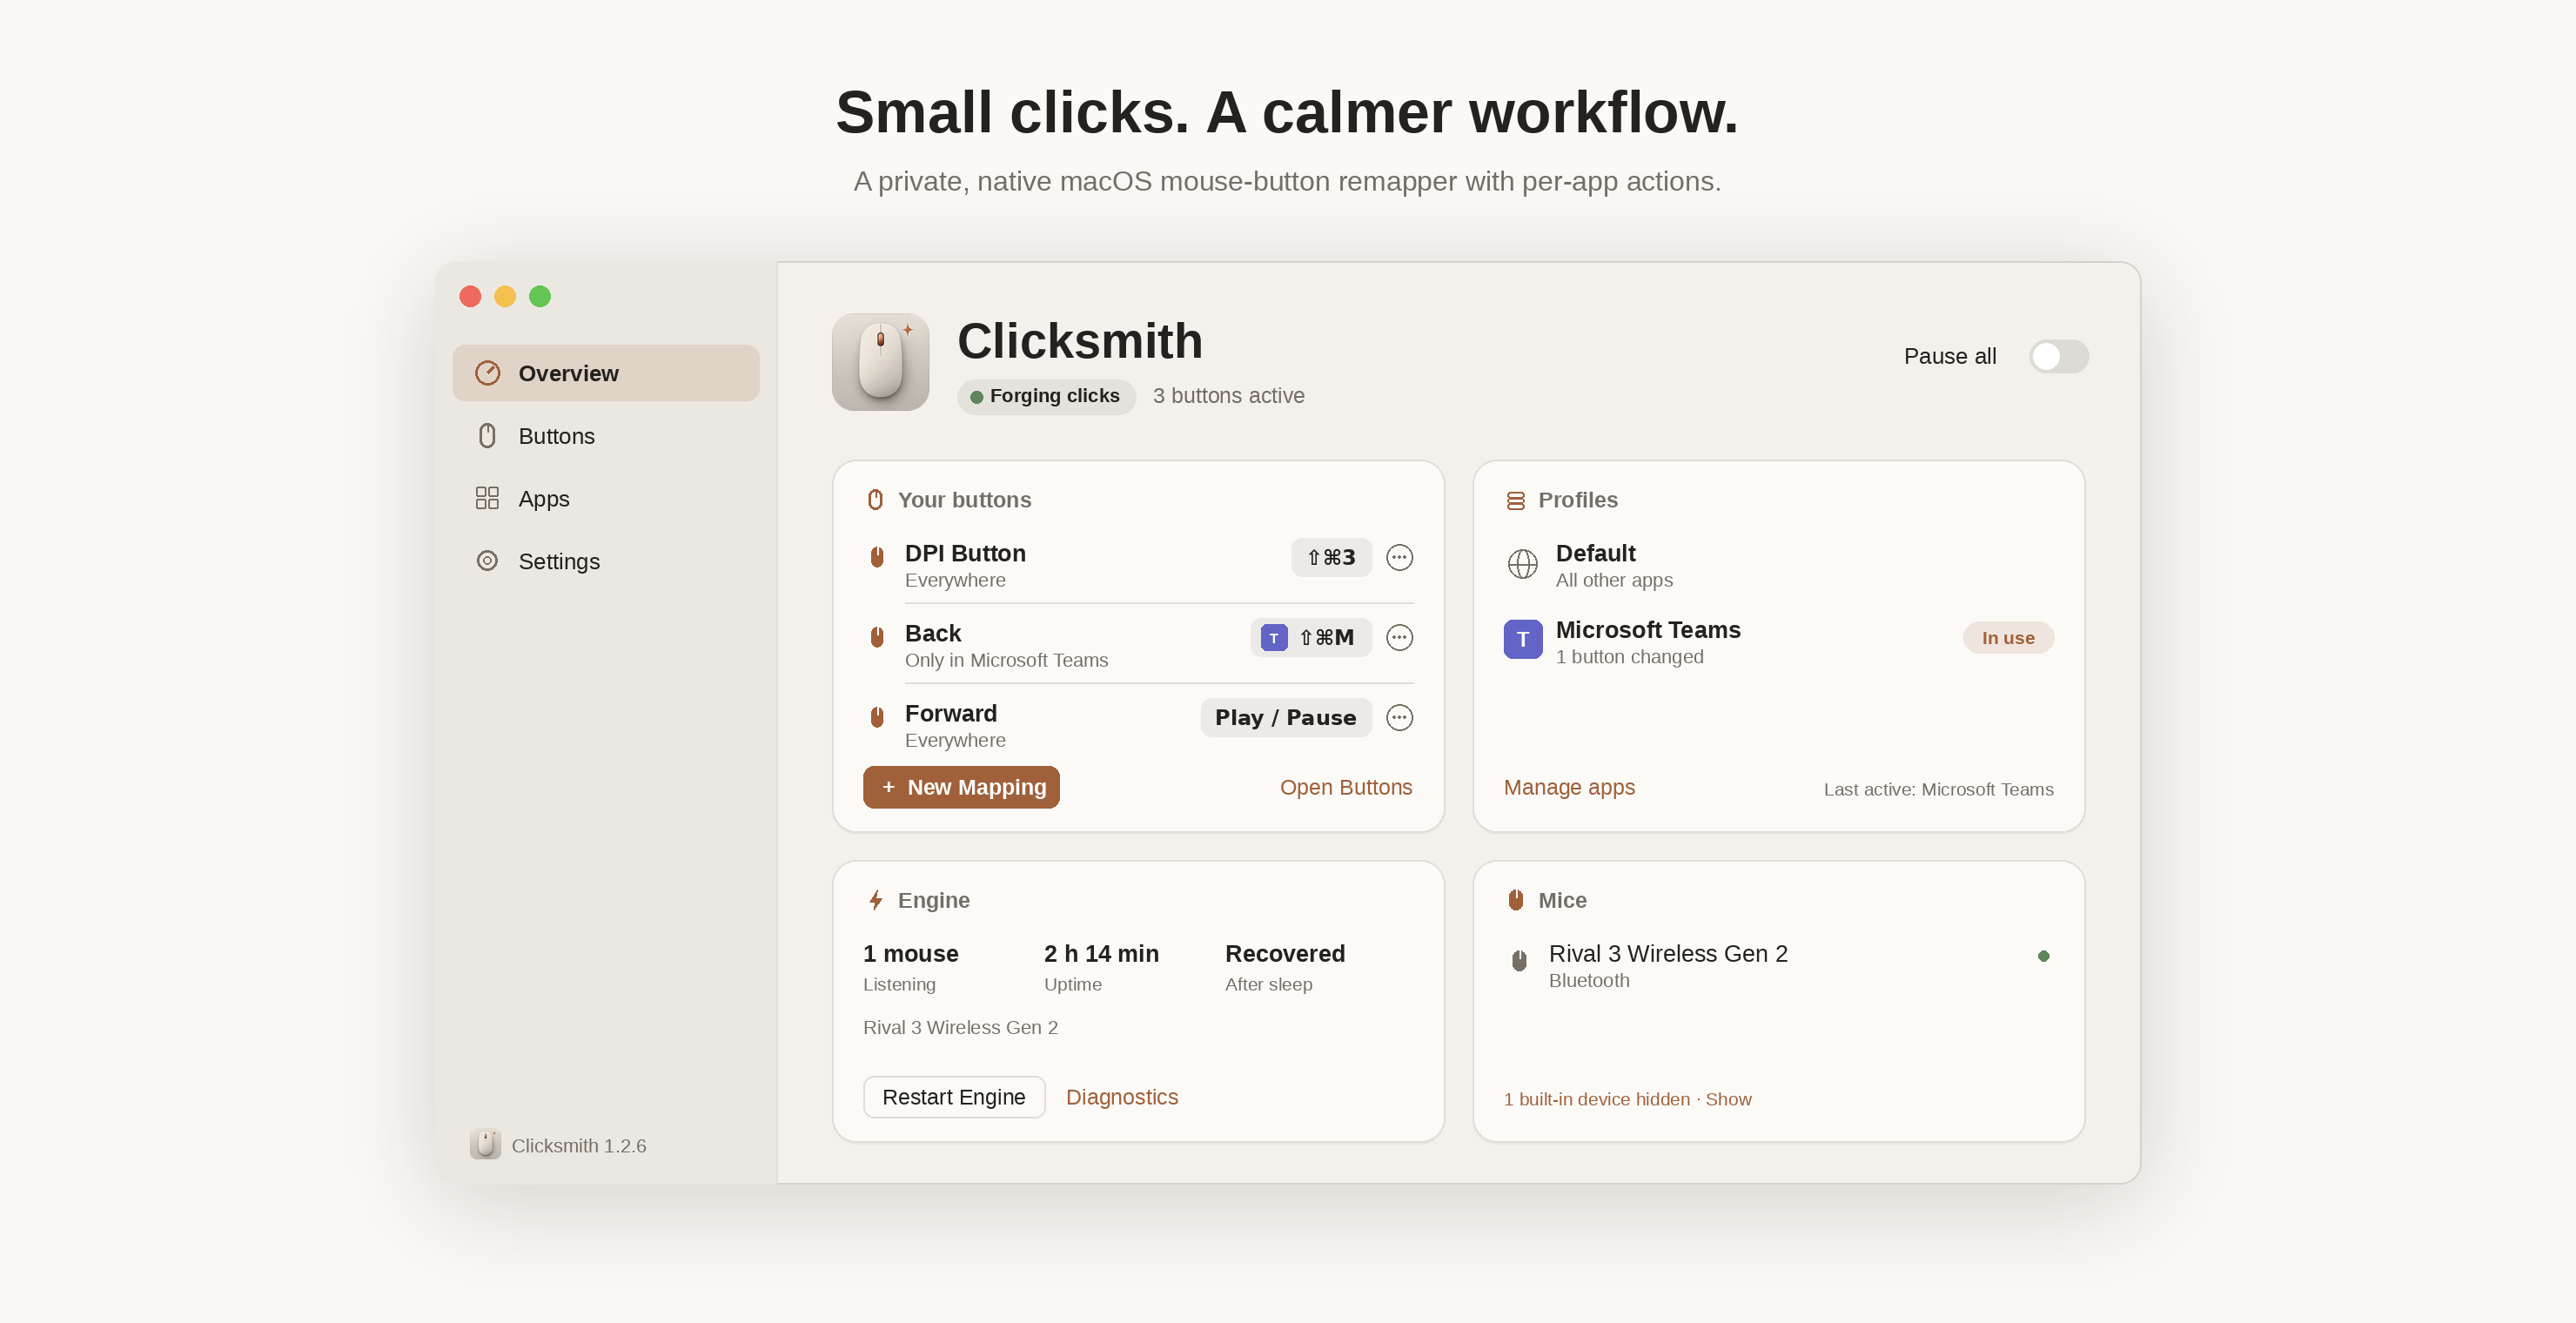 Small clicks. A calmer workflow.
A private, native macOS mouse-button remapper with per-app actions.
Overview
Buttons
Apps
Settings
Clicksmith 1.2.6
Clicksmith
Forging clicks
3 buttons active
Pause all
Your buttons
DPI Button
Everywhere
⇧⌘3
Back
Only in Microsoft Teams
T ⇧⌘M
Forward
Everywhere
Play / Pause
+ New Mapping
Open Buttons
Profiles
Default
All other apps
T
Microsoft Teams
1 button changed
In use
Manage apps
Last active: Microsoft Teams
Engine
1 mouse
Listening
2 h 14 min
Uptime
Recovered
After sleep
Rival 3 Wireless Gen 2
Restart Engine
Diagnostics
Mice
Rival 3 Wireless Gen 2
Bluetooth
1 built-in device hidden · Show